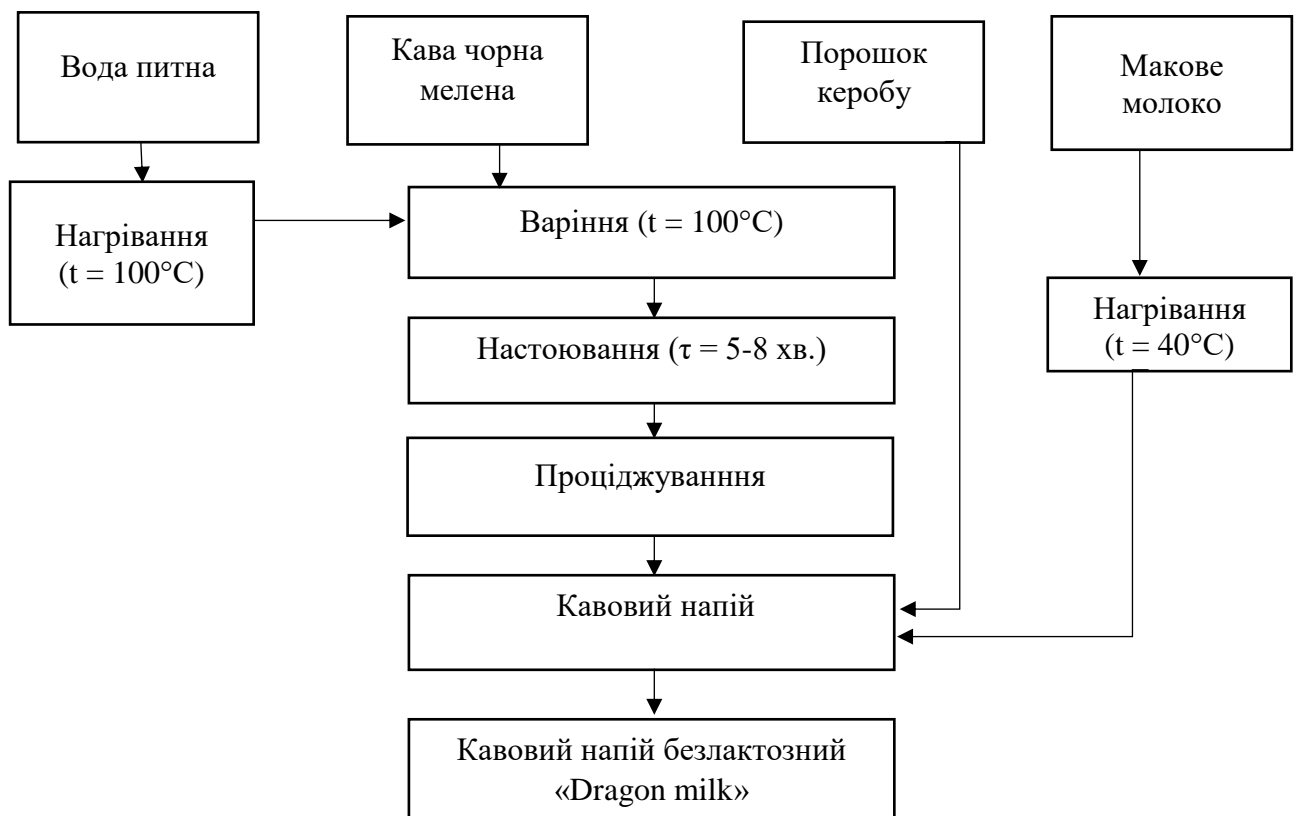 Вода питна
Кава чорна
мелена
Порошок
керобу
Макове
молоко
Нагрівання
(t = 100°C)
Варіння (t = 100°C)
Нагрівання
(t = 40°C)
Настоювання (τ = 5-8 хв.)
Проціджуванння
Кавовий напій
Кавовий напій безлактозний
«Dragon milk»